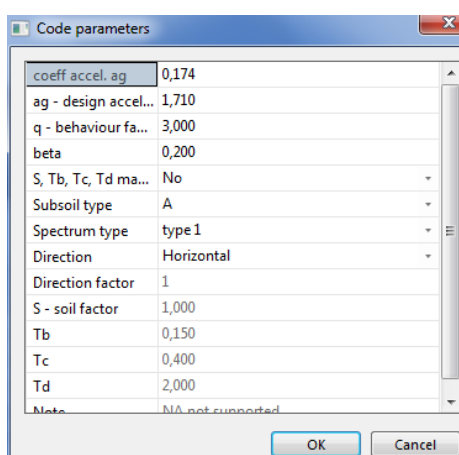 Code parameters
coeff accel. ag 0,174
ag - design accel... 1,710
q - behaviour fa... 3,000
beta 0,200
S, Tb, Tc, Td ma... No
Subsoil type A
Spectrum type type 1
Direction Horizontal
Direction factor 1
S - soil factor 1,000
Tb 0,150
Tc 0,400
Td 2,000
Note NA not supported
OK Cancel